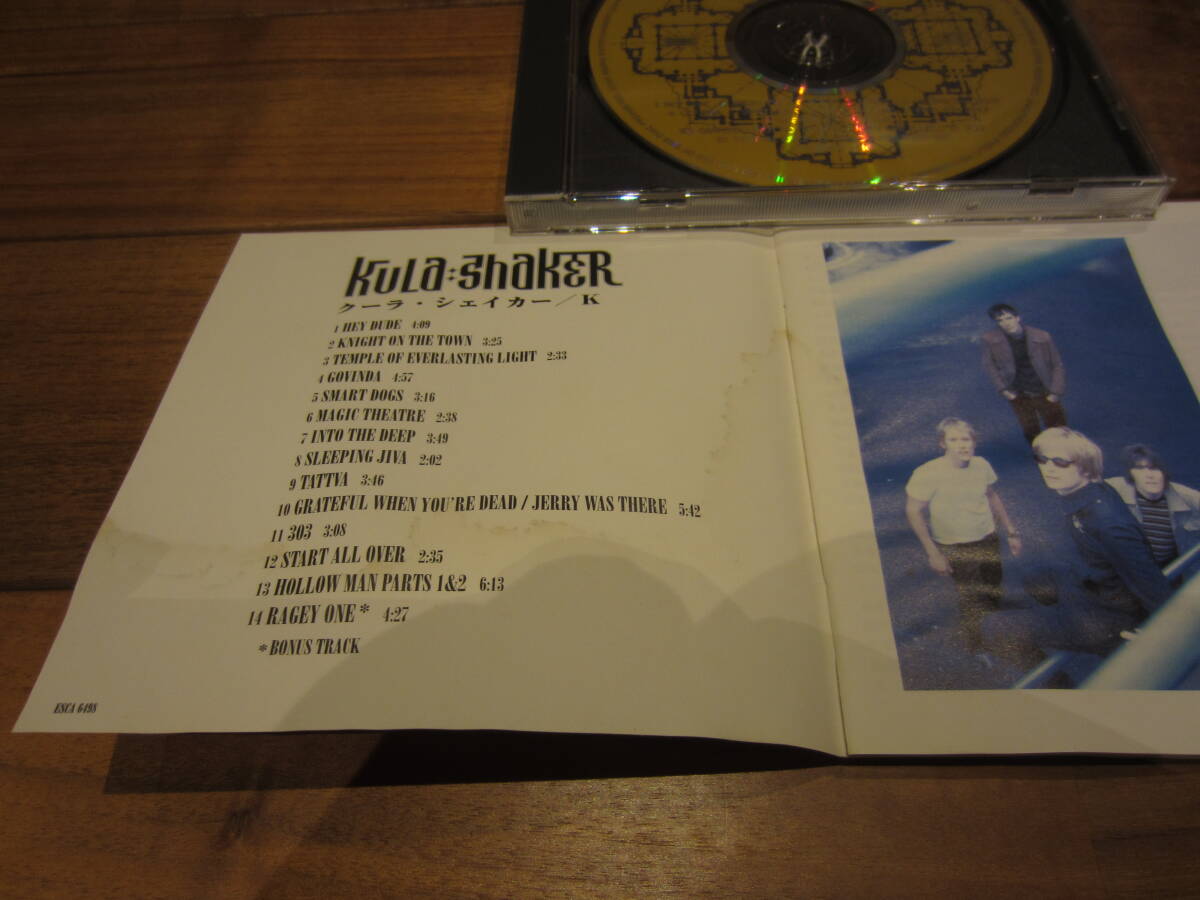 KULA:SHAKER
クーラ・シェイカー／K
1 HEY DUDE 4:09
2 KNIGHT ON THE TOWN 3:25
3 TEMPLE OF EVERLASTING LIGHT 2:33
4 GOVINDA 4:57
5 SMART DOGS 3:16
6 MAGIC THEATRE 2:38
7 INTO THE DEEP 3:49
8 SLEEPING JIVA 2:02
9 TATTVA 3:46
10 GRATEFUL WHEN YOU'RE DEAD / JERRY WAS THERE 5:42
11 303 3:08
12 START ALL OVER 2:35
13 HOLLOW MAN PARTS 1&2 6:13
14 RAGEY ONE* 4:27
*BONUS TRACK
ESCA 6498